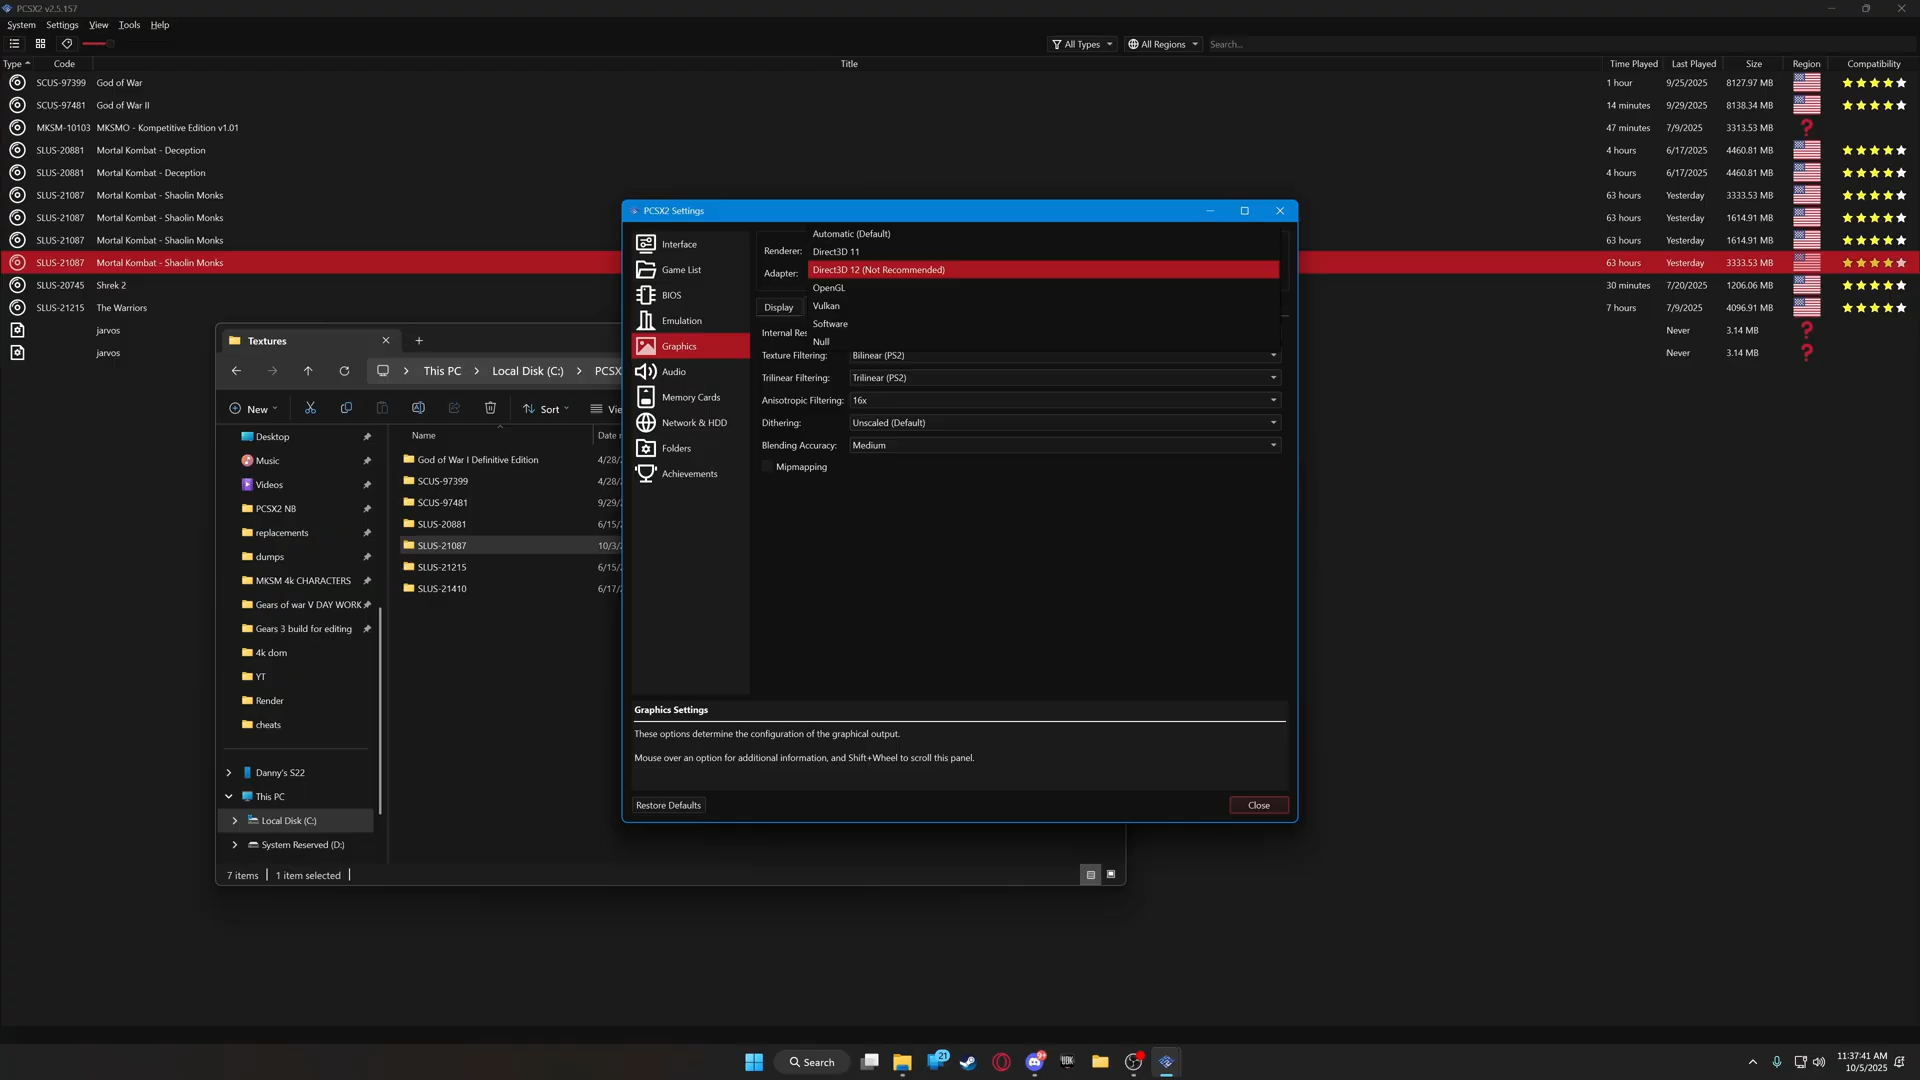 PCSX2 v2.5.157
System Settings View Tools Help
All Types All Regions Search...
Type Code Title Time Played Last Played Size Region Compatibility
SCUS-97399 God of War 1 hour 9/25/2025 8127.97 MB
SCUS-97481 God of War II 14 minutes 9/29/2025 8138.34 MB
MKSM-10103 MKSMO - Kompetitive Edition v1.01 47 minutes 7/9/2025 3313.53 MB
SLUS-20881 Mortal Kombat - Deception 4 hours 6/17/2025 4460.81 MB
SLUS-20881 Mortal Kombat - Deception 4 hours 6/17/2025 4460.81 MB
SLUS-21087 Mortal Kombat - Shaolin Monks 63 hours Yesterday 3333.53 MB
SLUS-21087 Mortal Kombat - Shaolin Monks 63 hours Yesterday 1614.91 MB
SLUS-21087 Mortal Kombat - Shaolin Monks 63 hours Yesterday 1614.91 MB
SLUS-21087 Mortal Kombat - Shaolin Monks 63 hours Yesterday 3333.53 MB
SLUS-20745 Shrek 2 30 minutes 7/20/2025 1206.06 MB
SLUS-21215 The Warriors 7 hours 7/9/2025 4096.91 MB
jarvos Never 3.14 MB
jarvos Never 3.14 MB
Textures
This PC Local Disk (C:) PCSX
New Sort Vie
Name Date
Desktop
Music
Videos
PCSX2 NB
replacements
dumps
MKSM 4k CHARACTERS
Gears of war V DAY WORK
Gears 3 build for editing
4k dom
YT
Render
cheats
Danny's S22
This PC
Local Disk (C:)
System Reserved (D:)
God of War I Definitive Edition 4/28/
SCUS-97399 4/28/
SCUS-97481 9/29/
SLUS-20881 6/15/
SLUS-21087 10/3/
SLUS-21215 6/15/
SLUS-21410 6/17/
7 items 1 item selected
PCSX2 Settings
Interface
Game List
BIOS
Emulation
Graphics
Audio
Memory Cards
Network & HDD
Folders
Achievements
Renderer:
Adapter:
Automatic (Default)
Direct3D 11
Direct3D 12 (Not Recommended)
OpenGL
Vulkan
Software
Null
Display
Internal Res
Texture Filtering: Bilinear (PS2)
Trilinear Filtering: Trilinear (PS2)
Anisotropic Filtering: 16x
Dithering: Unscaled (Default)
Blending Accuracy: Medium
Mipmapping
Graphics Settings
These options determine the configuration of the graphical output.
Mouse over an option for additional information, and Shift+Wheel to scroll this panel.
Restore Defaults Close
Search
21
9+
UDK
11:37:41 AM
10/5/2025